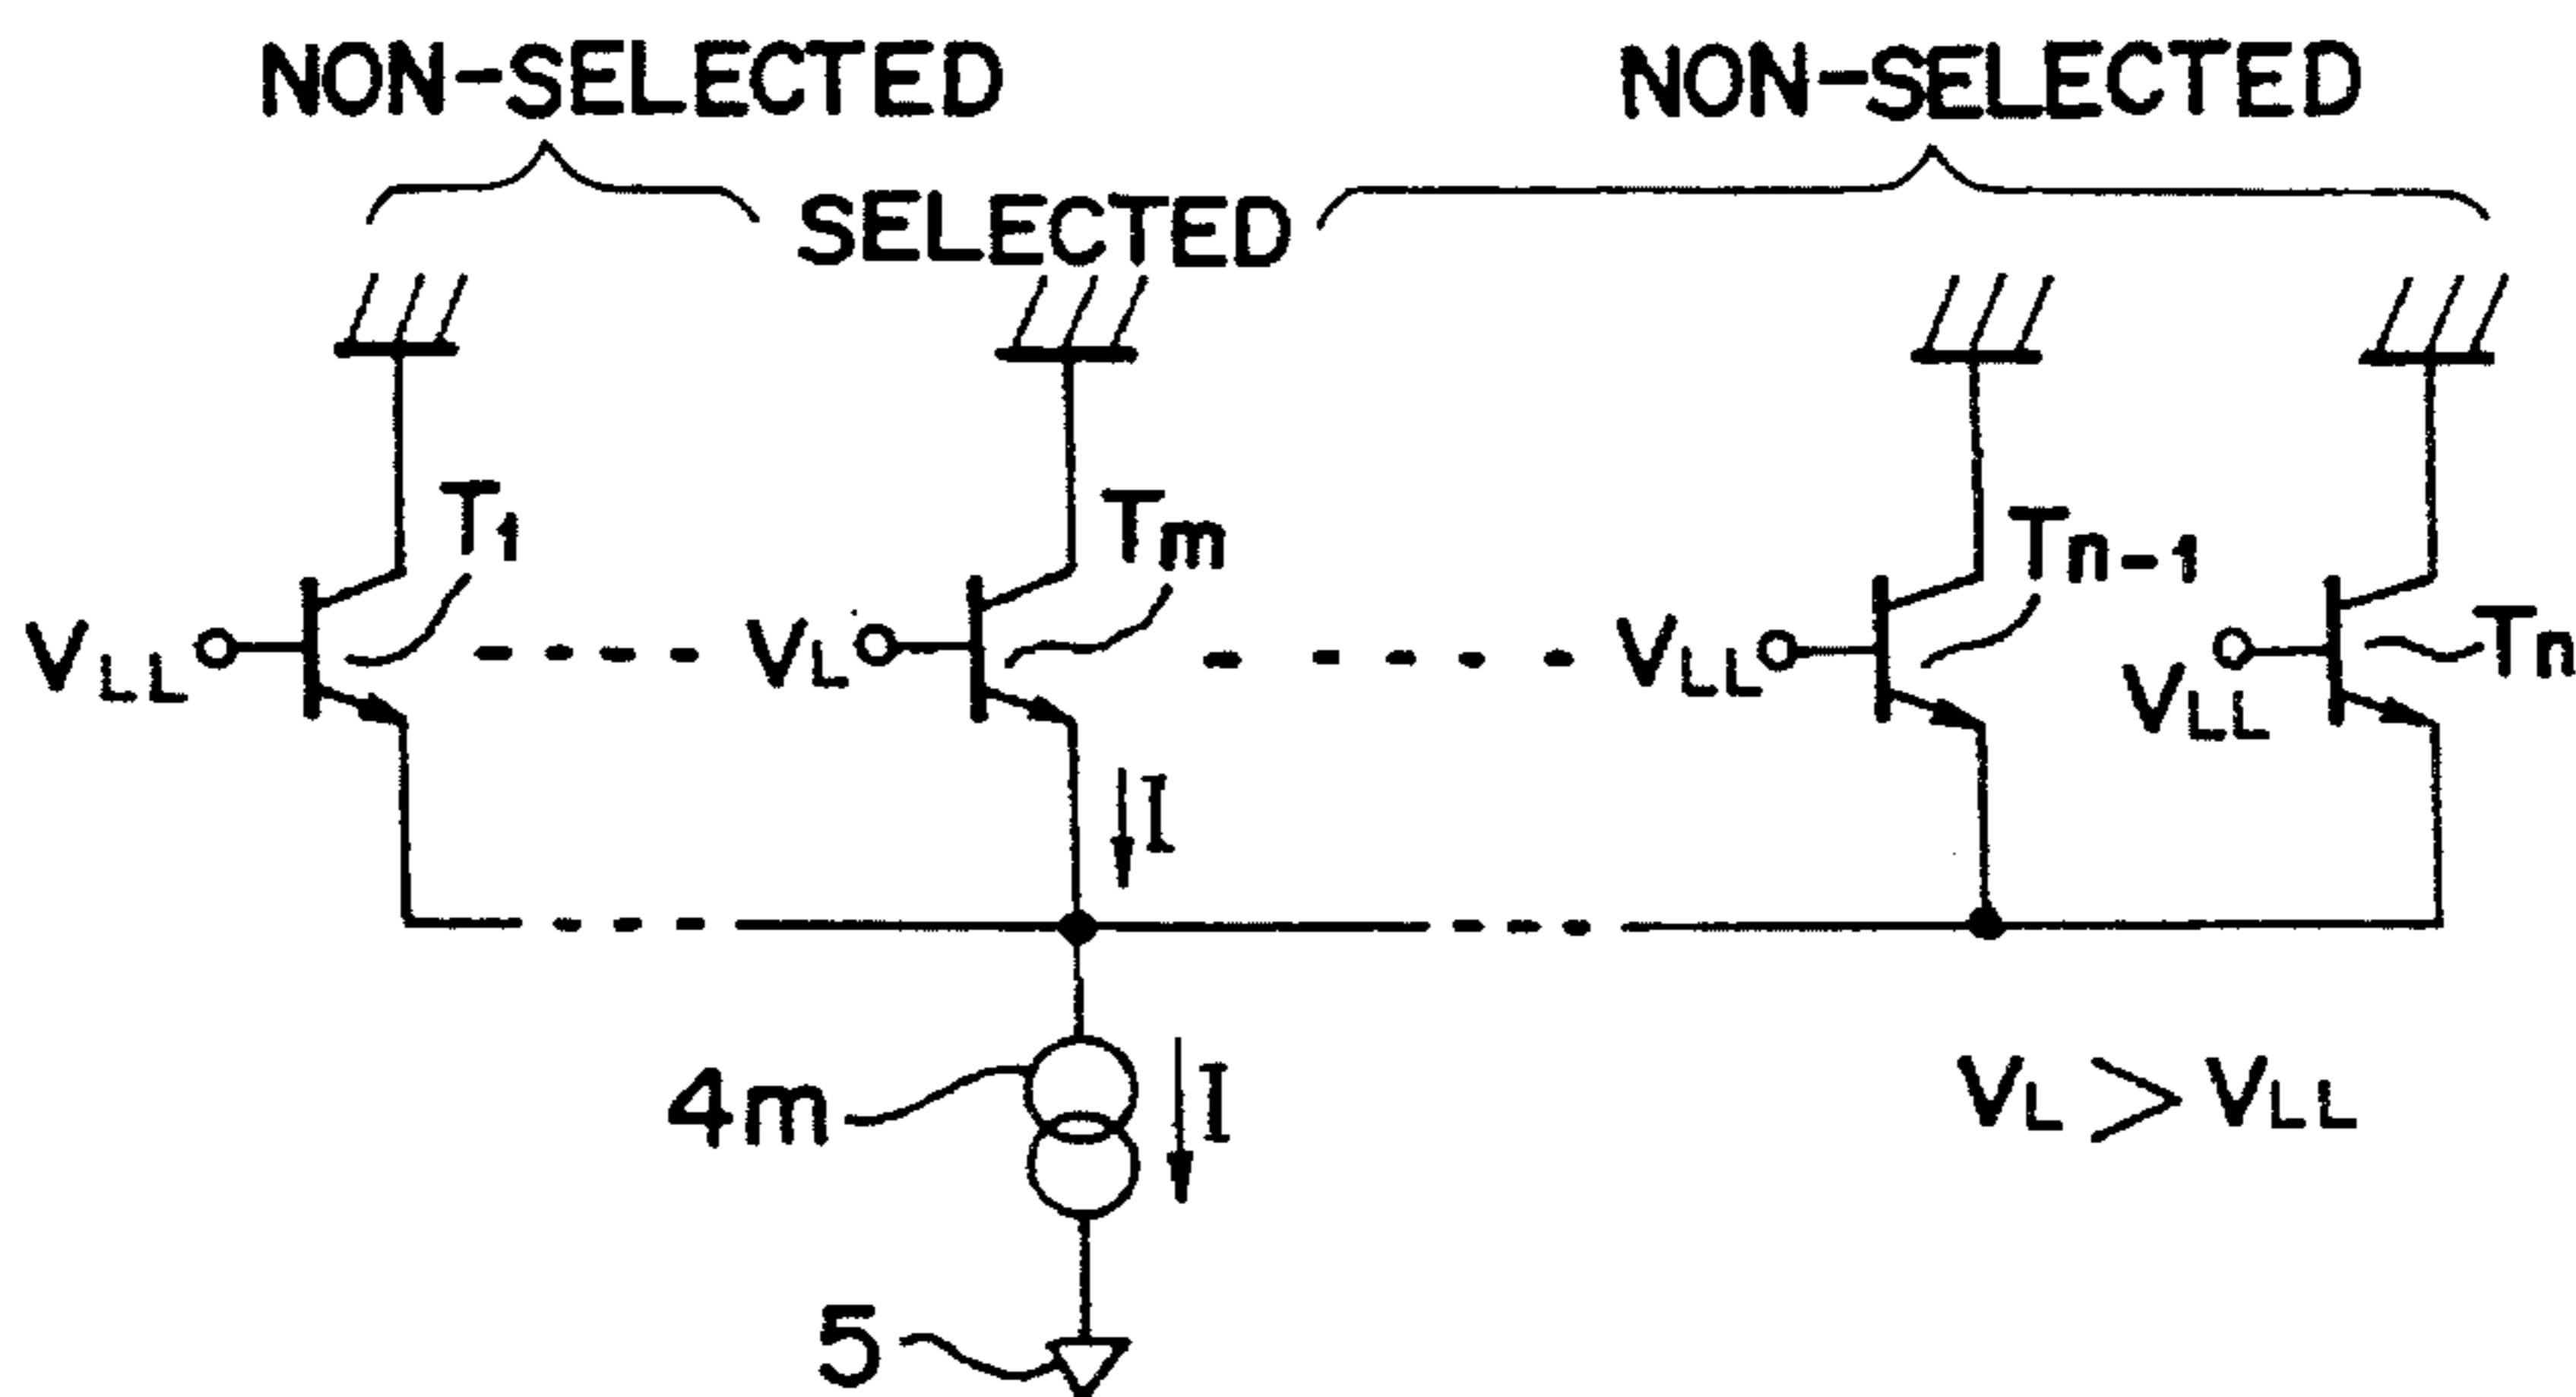 NON-SELECTED NON-SELECTED
SELECTED
T1 Tm Tn-1 Tn
VLL VL VLL VLL
I
4m I VL > VLL
5